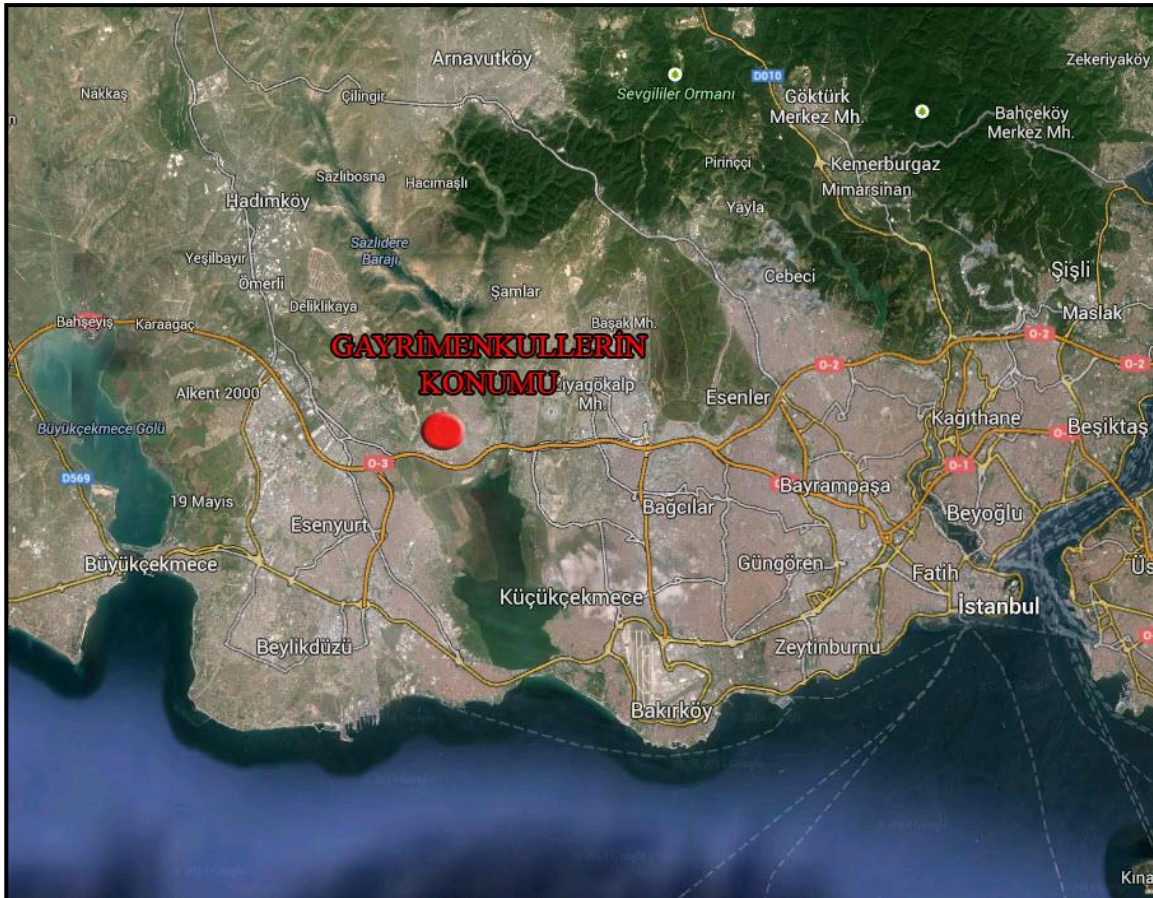 Arnavutköy
Zekeriyaköy
Nakkaş
Çilingir
Sevgililer Ormanı
D010
Göktürk
Merkez Mh.
Bahçeköy
Merkez Mh.
Pirinççi
Kemerburgaz
Sazlıbosna
Hacımaşlı
Mimarsinan
Hadımköy
Yayla
Sazlıdere
Barajı
Yeşilbayır
Ömerli
Cebeci
Şişli
Şamlar
Deliklikaya
Maslak
Bahşeyiş
Karaağaç
Başak Mh.
O-2
O-2
O-2
GAYRİMENKULLERİN
KONUMU
Ziyagökalp
Mh.
Alkent 2000
Esenler
Kağıthane
Beşiktaş
Büyükçekmece Gölü
O-3
O-1
D569
Bayrampaşa
19 Mayıs
Bağcılar
Beyoğlu
Esenyurt
Büyükçekmece
Güngören
Fatih
Küçükçekmece
İstanbul
Beylikdüzü
Zeytinburnu
Bakırköy